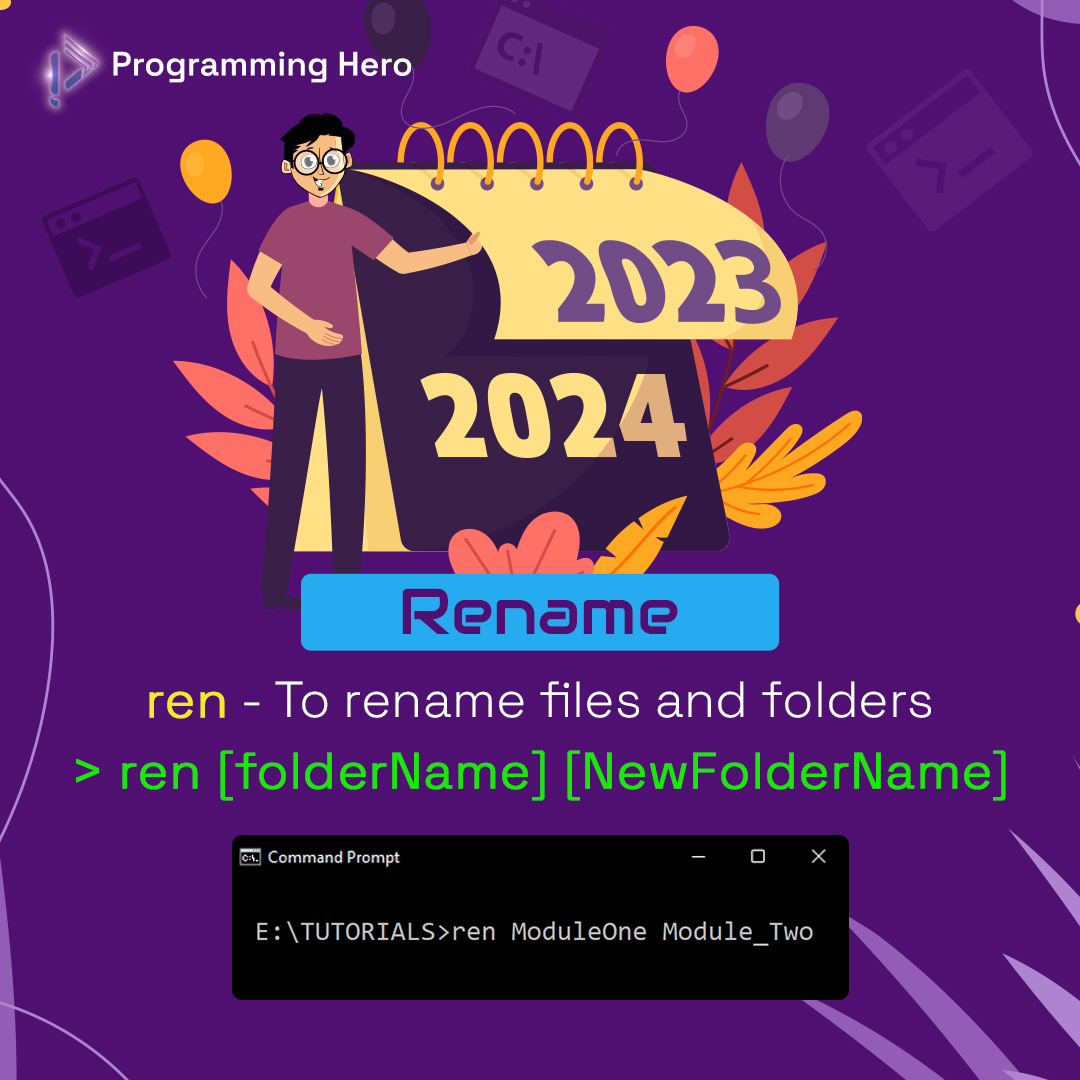 C:\
Programming Hero
2023
2024
Rename
ren - To rename files and folders
> ren [folderName] [NewFolderName]
C:\. Command Prompt
E:\TUTORIALS>ren ModuleOne Module_Two